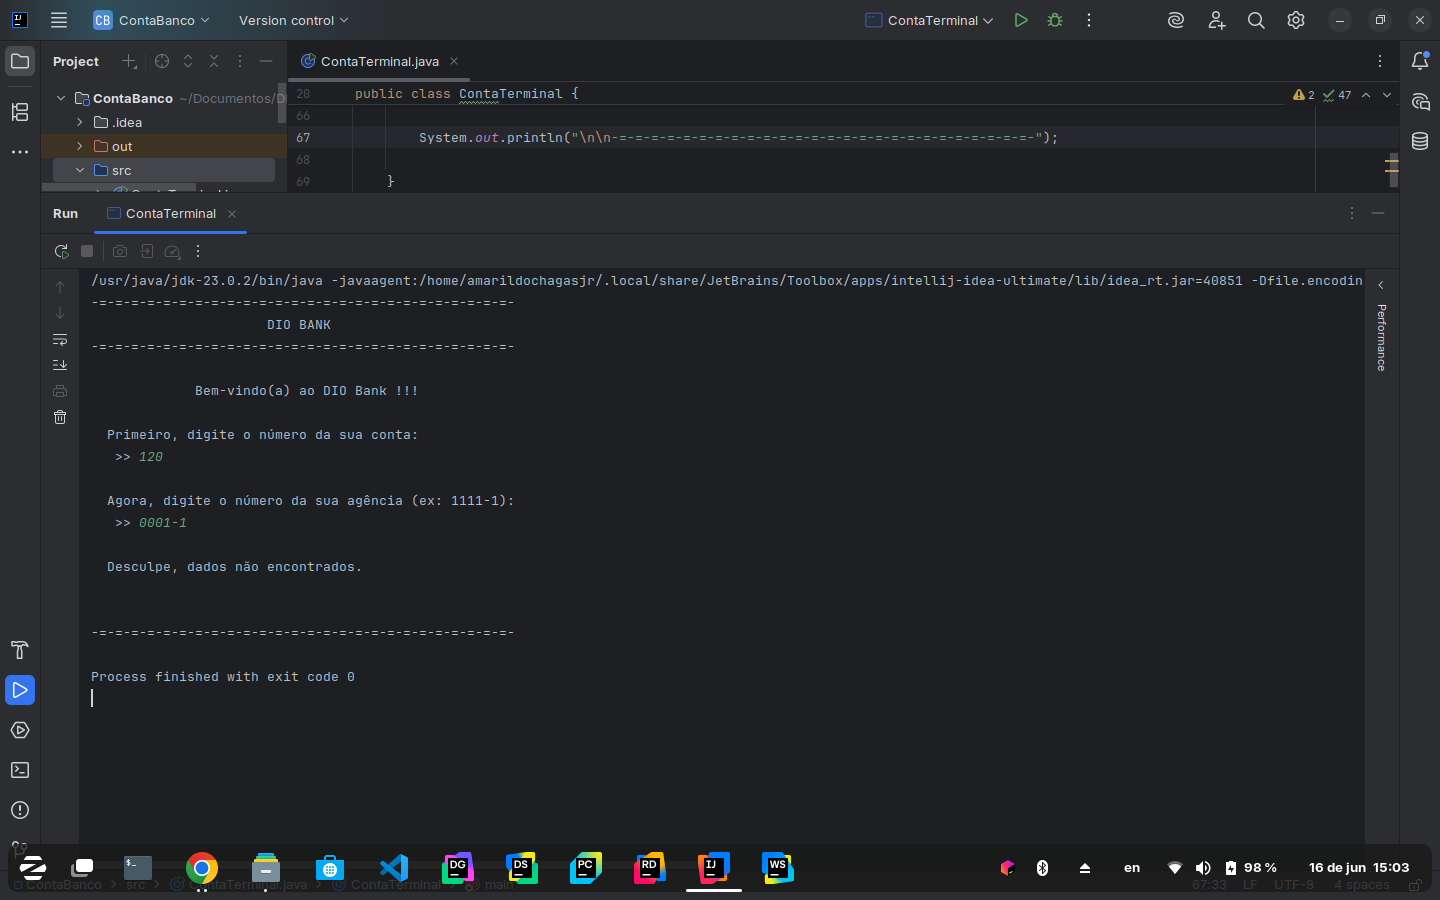 CB ContaBanco Version control ContaTerminal
Project
ContaTerminal.java
ContaBanco ~/Documentos/DI
.idea
out
src
20 public class ContaTerminal {
2 47
66
67 System.out.println("\n\n-=-=-=-=-=-=-=-=-=-=-=-=-=-=-=-=-=-=-=-=-=-=-=-=-=-=-");
68
69 }
Run ContaTerminal
/usr/java/jdk-23.0.2/bin/java -javaagent:/home/amarildochagasjr/.local/share/JetBrains/Toolbox/apps/intellij-idea-ultimate/lib/idea_rt.jar=40851 -Dfile.encodin
-=-=-=-=-=-=-=-=-=-=-=-=-=-=-=-=-=-=-=-=-=-=-=-=-=-=-
DIO BANK
-=-=-=-=-=-=-=-=-=-=-=-=-=-=-=-=-=-=-=-=-=-=-=-=-=-=-
Bem-vindo(a) ao DIO Bank !!!
Primeiro, digite o número da sua conta:
>> 120
Agora, digite o número da sua agência (ex: 1111-1):
>> 0001-1
Desculpe, dados não encontrados.
-=-=-=-=-=-=-=-=-=-=-=-=-=-=-=-=-=-=-=-=-=-=-=-=-=-=-
Process finished with exit code 0
Performance
$_ DG DS PC RD IJ WS
en 98 % 16 de jun 15:03
ContaBanco > src > ContaTerminal.java > ContaTerminal > main
67:33 LF UTF-8 4 spaces